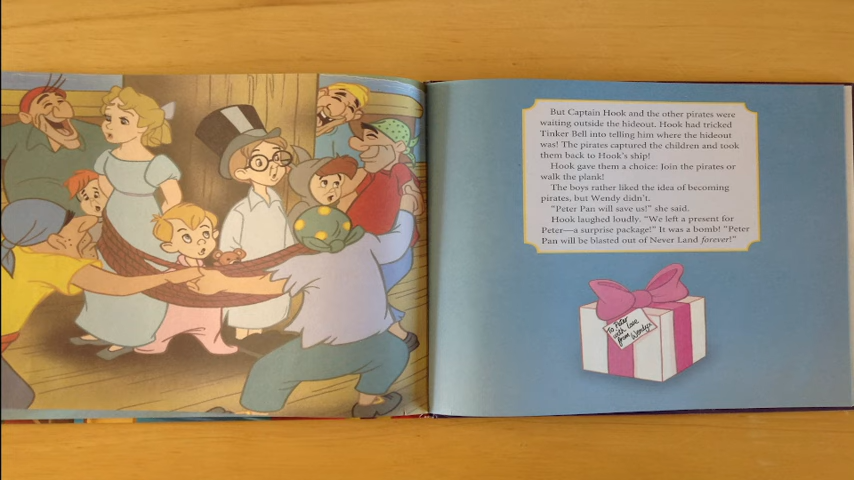 But Captain Hook and the other pirates were
waiting outside the hideout. Hook had tricked
Tinker Bell into telling him where the hideout
was! The pirates captured the children and took
them back to Hook's ship!
Hook gave them a choice: Join the pirates or
walk the plank!
The boys rather liked the idea of becoming
pirates, but Wendy didn't.
"Peter Pan will save us!" she said.
Hook laughed loudly. "We left a present for
Peter—a surprise package!" It was a bomb! "Peter
Pan will be blasted out of Never Land forever!"
To Peter
with love
from Wendy